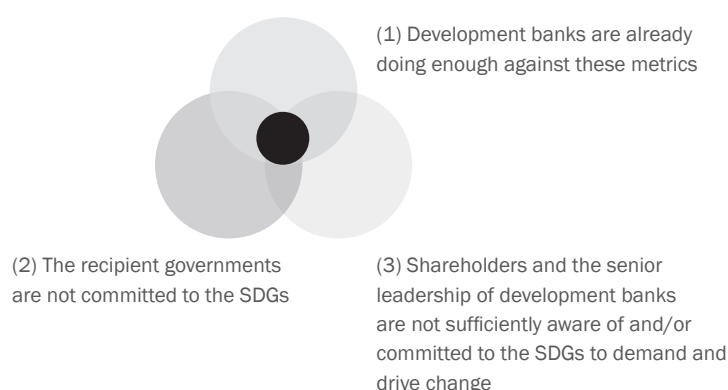 (1) Development banks are already
doing enough against these metrics
(2) The recipient governments
are not committed to the SDGs
(3) Shareholders and the senior
leadership of development banks
are not sufficiently aware of and/or
committed to the SDGs to demand and
drive change